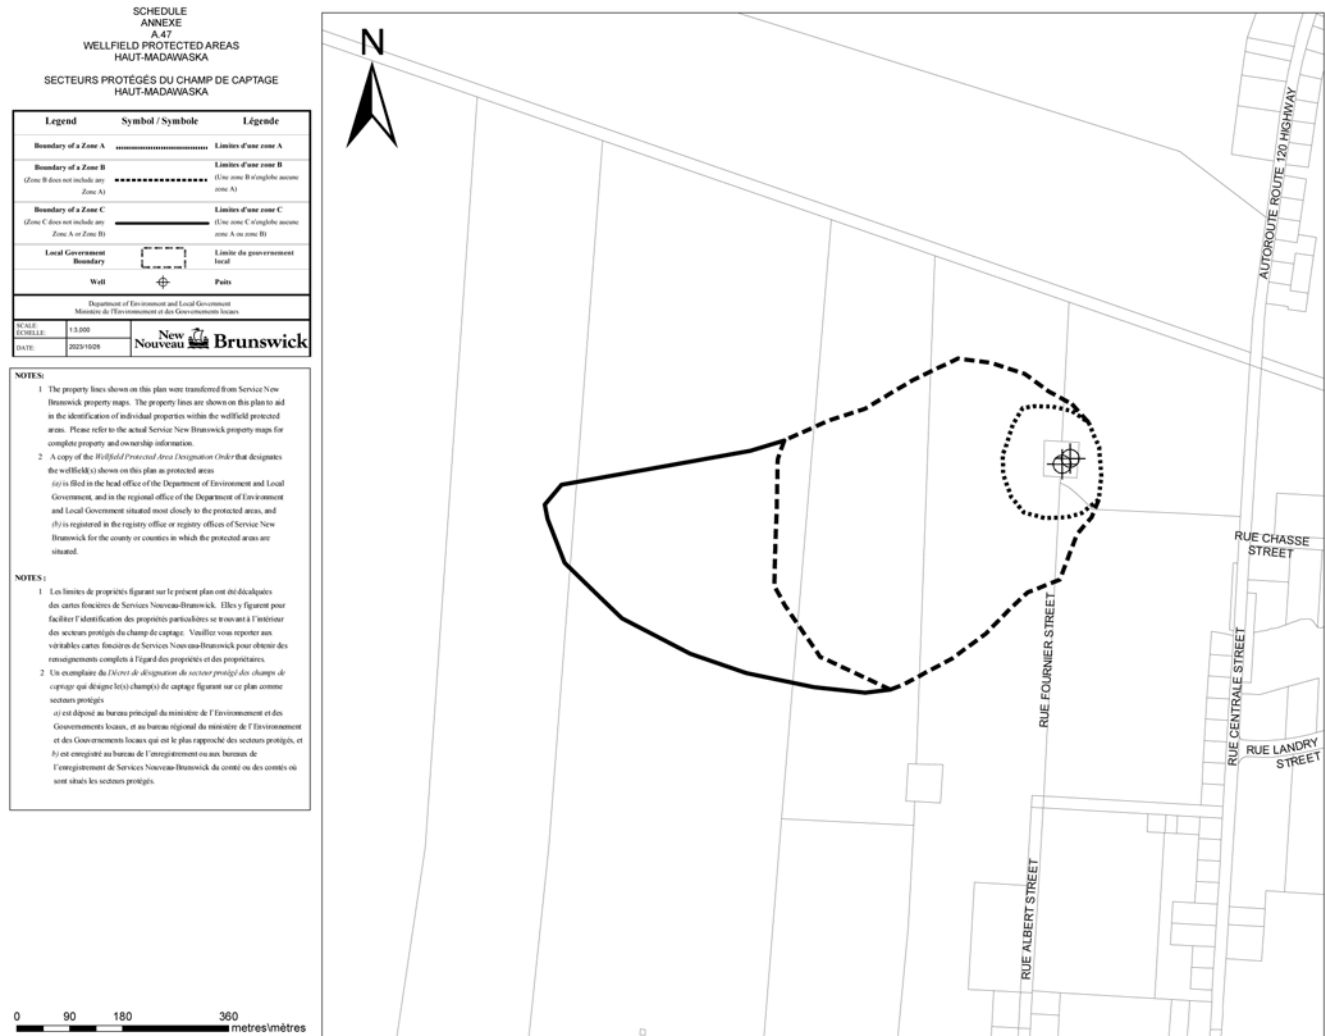 SCHEDULE
ANNEXE
A.47
WELLFIELD PROTECTED AREAS
HAUT-MADAWASKA
SECTEURS PROTÉGÉS DU CHAMP DE CAPTAGE
HAUT-MADAWASKA
Legend Symbol / Symbole Légende
Boundary of a Zone A Limites d'une zone A
Boundary of a Zone B Limites d'une zone B
(Zone B does not include any (Une zone B n'englobe aucune
Zone A) zone A)
Boundary of a Zone C Limites d'une zone C
(Zone C does not include any (Une zone C n'englobe aucune
Zone A or Zone B) zone A ou zone B)
Local Government Limite du gouvernement
Boundary local
Well Puits
Department of Environment and Local Government
Ministère de l'Environnement et des Gouvernements locaux
SCALE: 1:3,000
ÉCHELLE:
DATE: 2023/10/26
New Nouveau Brunswick
NOTES:
1 The property lines shown on this plan were transferred from Service New
Brunswick property maps. The property lines are shown on this plan to aid
in the identification of individual properties within the wellfield protected
areas. Please refer to the actual Service New Brunswick property maps for
complete property and ownership information.
2 A copy of the Wellfield Protected Area Designation Order that designates
the wellfield(s) shown on this plan as protected areas
(a) is filed in the head office of the Department of Environment and Local
Government, and in the regional office of the Department of Environment
and Local Government situated most closely to the protected areas, and
(b) is registered in the registry office or registry offices of Service New
Brunswick for the county or counties in which the protected areas are
situated.
NOTES :
1 Les limites de propriétés figurant sur le présent plan ont été décalquées
des cartes foncières de Services Nouveau-Brunswick. Elles y figurent pour
faciliter l'identification des propriétés particulières se trouvant à l'intérieur
des secteurs protégés du champ de captage. Veuillez vous reporter aux
véritables cartes foncières de Services Nouveau-Brunswick pour obtenir des
renseignements complets à l'égard des propriétés et des propriétaires.
2 Un exemplaire du Décret de désignation du secteur protégé des champs de
captage qui désigne le(s) champ(s) de captage figurant sur ce plan comme
secteurs protégés
a) est déposé au bureau principal du ministère de l'Environnement et des
Gouvernements locaux, et au bureau régional du ministère de l'Environnement
et des Gouvernements locaux qui est le plus rapproché des secteurs protégés, et
b) est enregistré au bureau de l'enregistrement ou aux bureaux de
l'enregistrement de Services Nouveau-Brunswick du comté ou des comtés où
sont situés les secteurs protégés.
0 90 180 360
metres\mètres
N
AUTOROUTE ROUTE 120 HIGHWAY
RUE CHASSE
STREET
RUE FOURNIER STREET
RUE CENTRALE STREET
RUE LANDRY
STREET
RUE ALBERT STREET